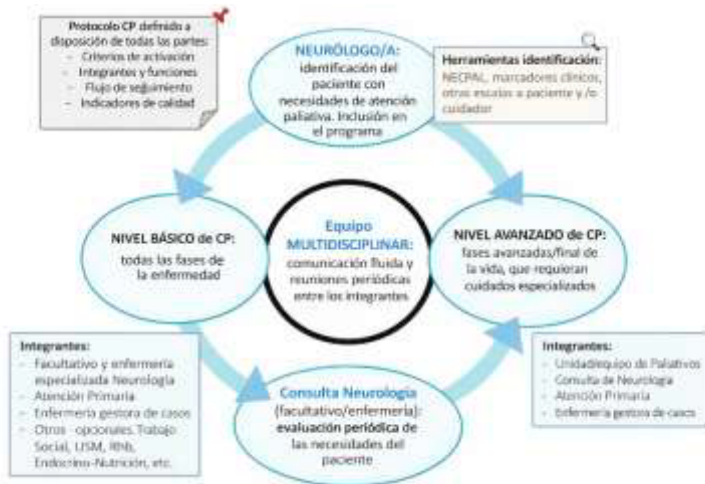 Protocolo CP definido a
disposición de todas las partes:
- Criterios de activación
- Integrantes y funciones
- Flujo de seguimiento
- Indicadores de calidad
NEURÓLOGO/A:
identificación del
paciente con
necesidades de atención
paliativa. Inclusión en
el programa
Herramientas identificación:
NECPAL, marcadores clínicos,
otras escalas a paciente y /o
cuidador
NIVEL BÁSICO de CP:
todas las fases de
la enfermedad
Equipo
MULTIDISCIPLINAR:
comunicación fluida y
reuniones periódicas
entre los integrantes
NIVEL AVANZADO de CP:
fases avanzadas/final de
la vida, que requieran
cuidados especializados
Integrantes:
- Facultativo y enfermería
especializada Neurología
- Atención Primaria
- Enfermería gestora de casos
- Otros - opcionales. Trabajo
Social, USM, RNb,
Endocrino-Nutrición, etc.
Consulta Neurología
(facultativo/enfermería):
evaluación periódica de
las necesidades del
paciente
Integrantes:
- Unidad/equipo de Paliativos
- Consulta de Neurología
- Atención Primaria
- Enfermería gestora de casos